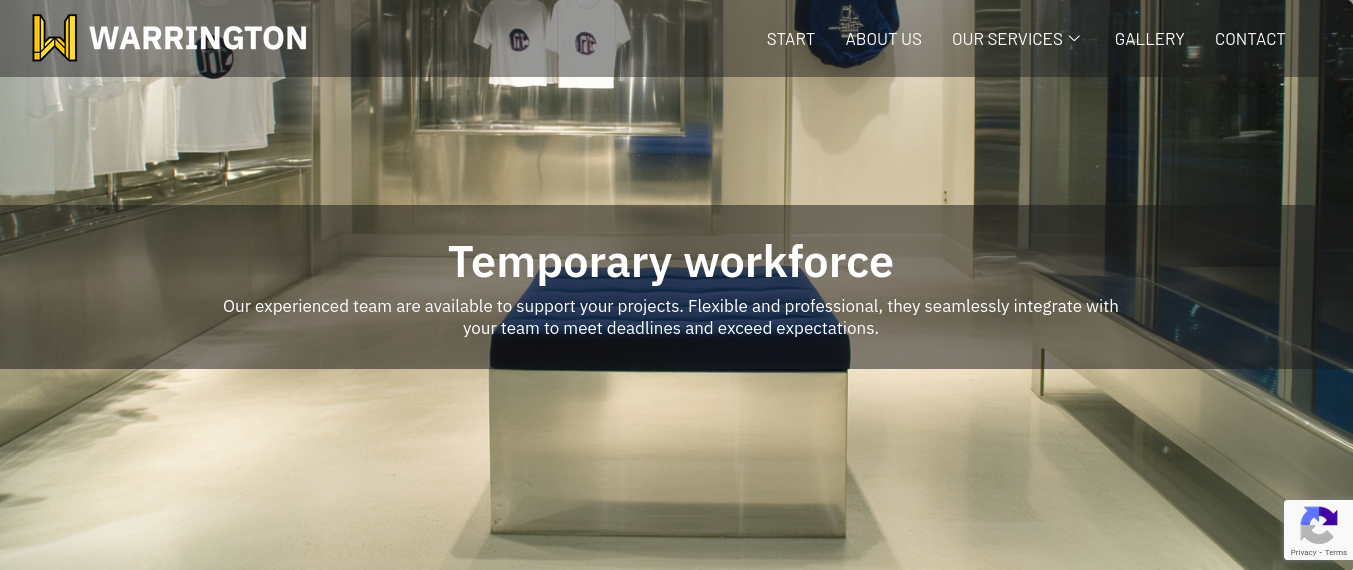 WARRINGTON
START
ABOUT US
OUR SERVICES
GALLERY
CONTACT
Temporary workforce
Our experienced team are available to support your projects. Flexible and professional, they seamlessly integrate with
your team to meet deadlines and exceed expectations.
Privacy - Terms